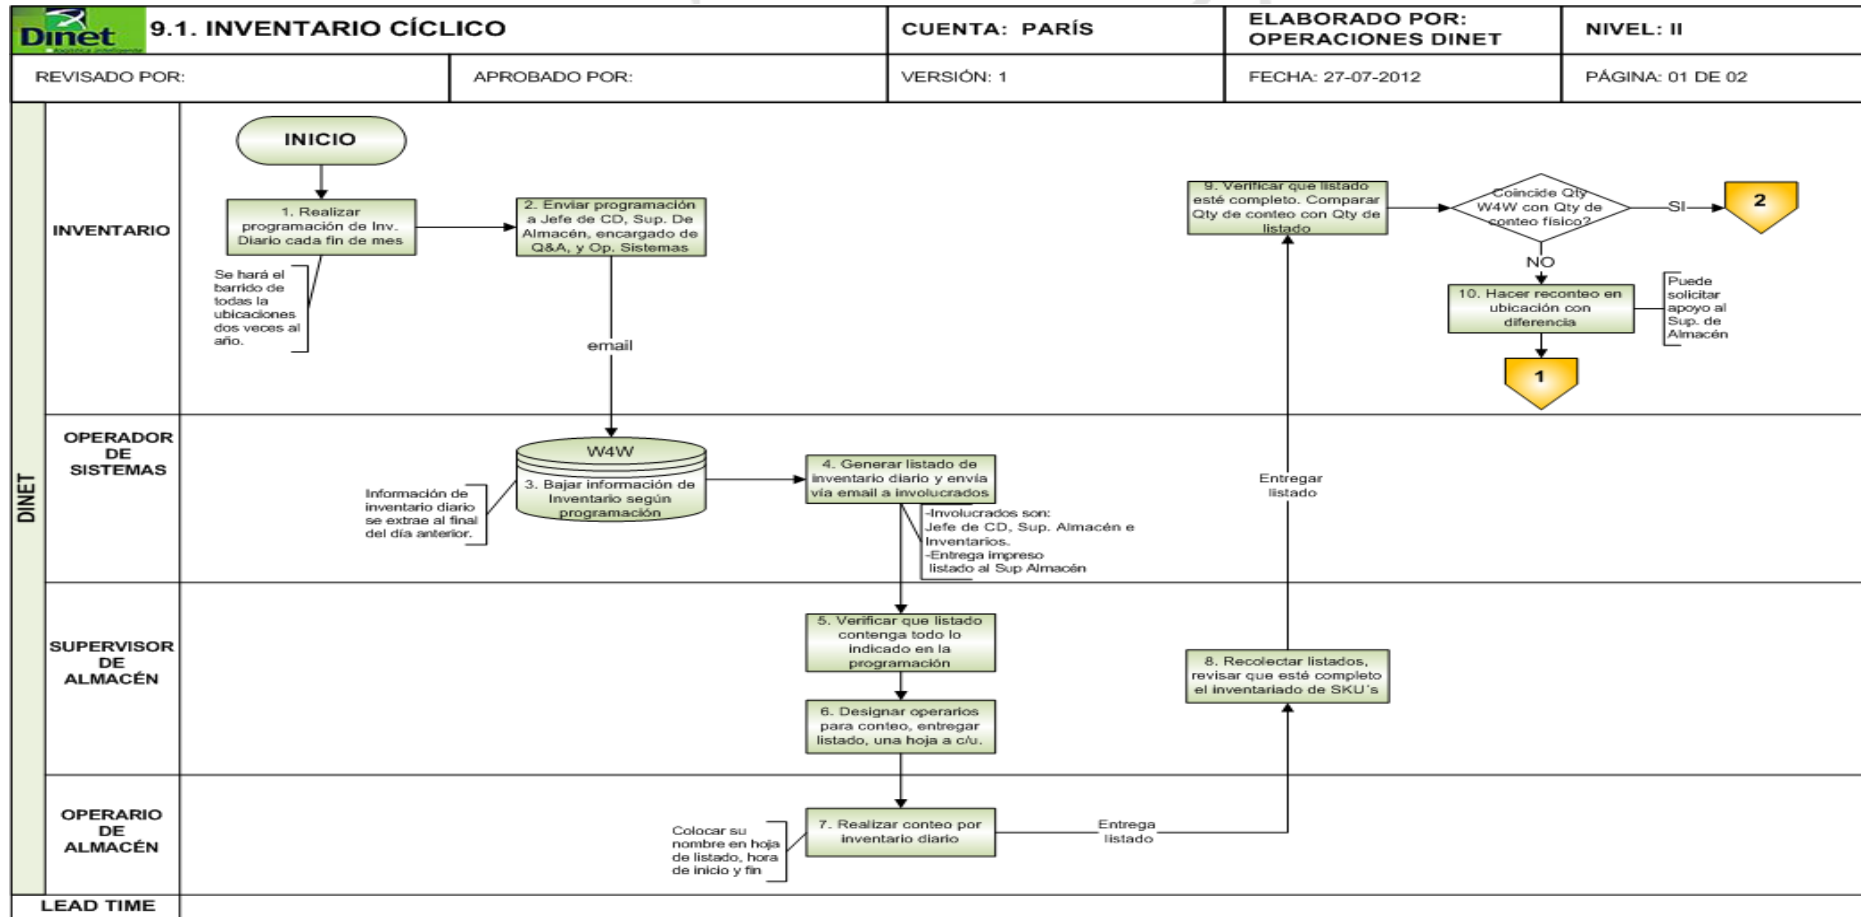 Dinet
9.1. INVENTARIO CÍCLICO
CUENTA: PARÍS
ELABORADO POR:
OPERACIONES DINET
NIVEL: II
REVISADO POR:
APROBADO POR:
VERSIÓN: 1
FECHA: 27-07-2012
PÁGINA: 01 DE 02
DINET
INVENTARIO
INICIO
1. Realizar
programación de Inv.
Diario cada fin de mes
Se hará el
barrido de
todas la
ubicaciones
dos veces al
año.
2. Enviar programación
a Jefe de CD, Sup. De
Almacén, encargado de
Q&A, y Op. Sistemas
email
9. Verificar que listado
esté completo. Comparar
Qty de conteo con Qty de
listado
Coincide Qty
W4W con Qty de
conteo físico?
SI
2
NO
10. Hacer reconteo en
ubicación con
diferencia
Puede
solicitar
apoyo al
Sup. de
Almacén
1
OPERADOR
DE
SISTEMAS
W4W
3. Bajar información de
Inventario según
programación
Información de
inventario diario
se extrae al final
del día anterior.
4. Generar listado de
inventario diario y envía
vía email a involucrados
-Involucrados son:
Jefe de CD, Sup. Almacén e
Inventarios.
-Entrega impreso
listado al Sup Almacén
Entregar
listado
SUPERVISOR
DE
ALMACÉN
5. Verificar que listado
contenga todo lo
indicado en la
programación
6. Designar operarios
para conteo, entregar
listado, una hoja a c/u.
8. Recolectar listados,
revisar que esté completo
el inventariado de SKU´s
OPERARIO
DE
ALMACÉN
Colocar su
nombre en hoja
de listado, hora
de inicio y fin
7. Realizar conteo por
inventario diario
Entrega
listado
LEAD TIME